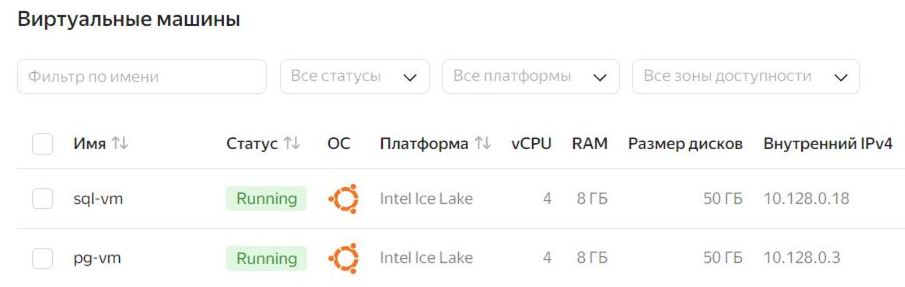 Виртуальные машины
Фильтр по имени Все статусы Все платформы Все зоны доступности
Имя Статус ОС Платформа vCPU RAM Размер дисков Внутренний IPv4
sql-vm Running Intel Ice Lake 4 8 ГБ 50 ГБ 10.128.0.18
pg-vm Running Intel Ice Lake 4 8 ГБ 50 ГБ 10.128.0.3